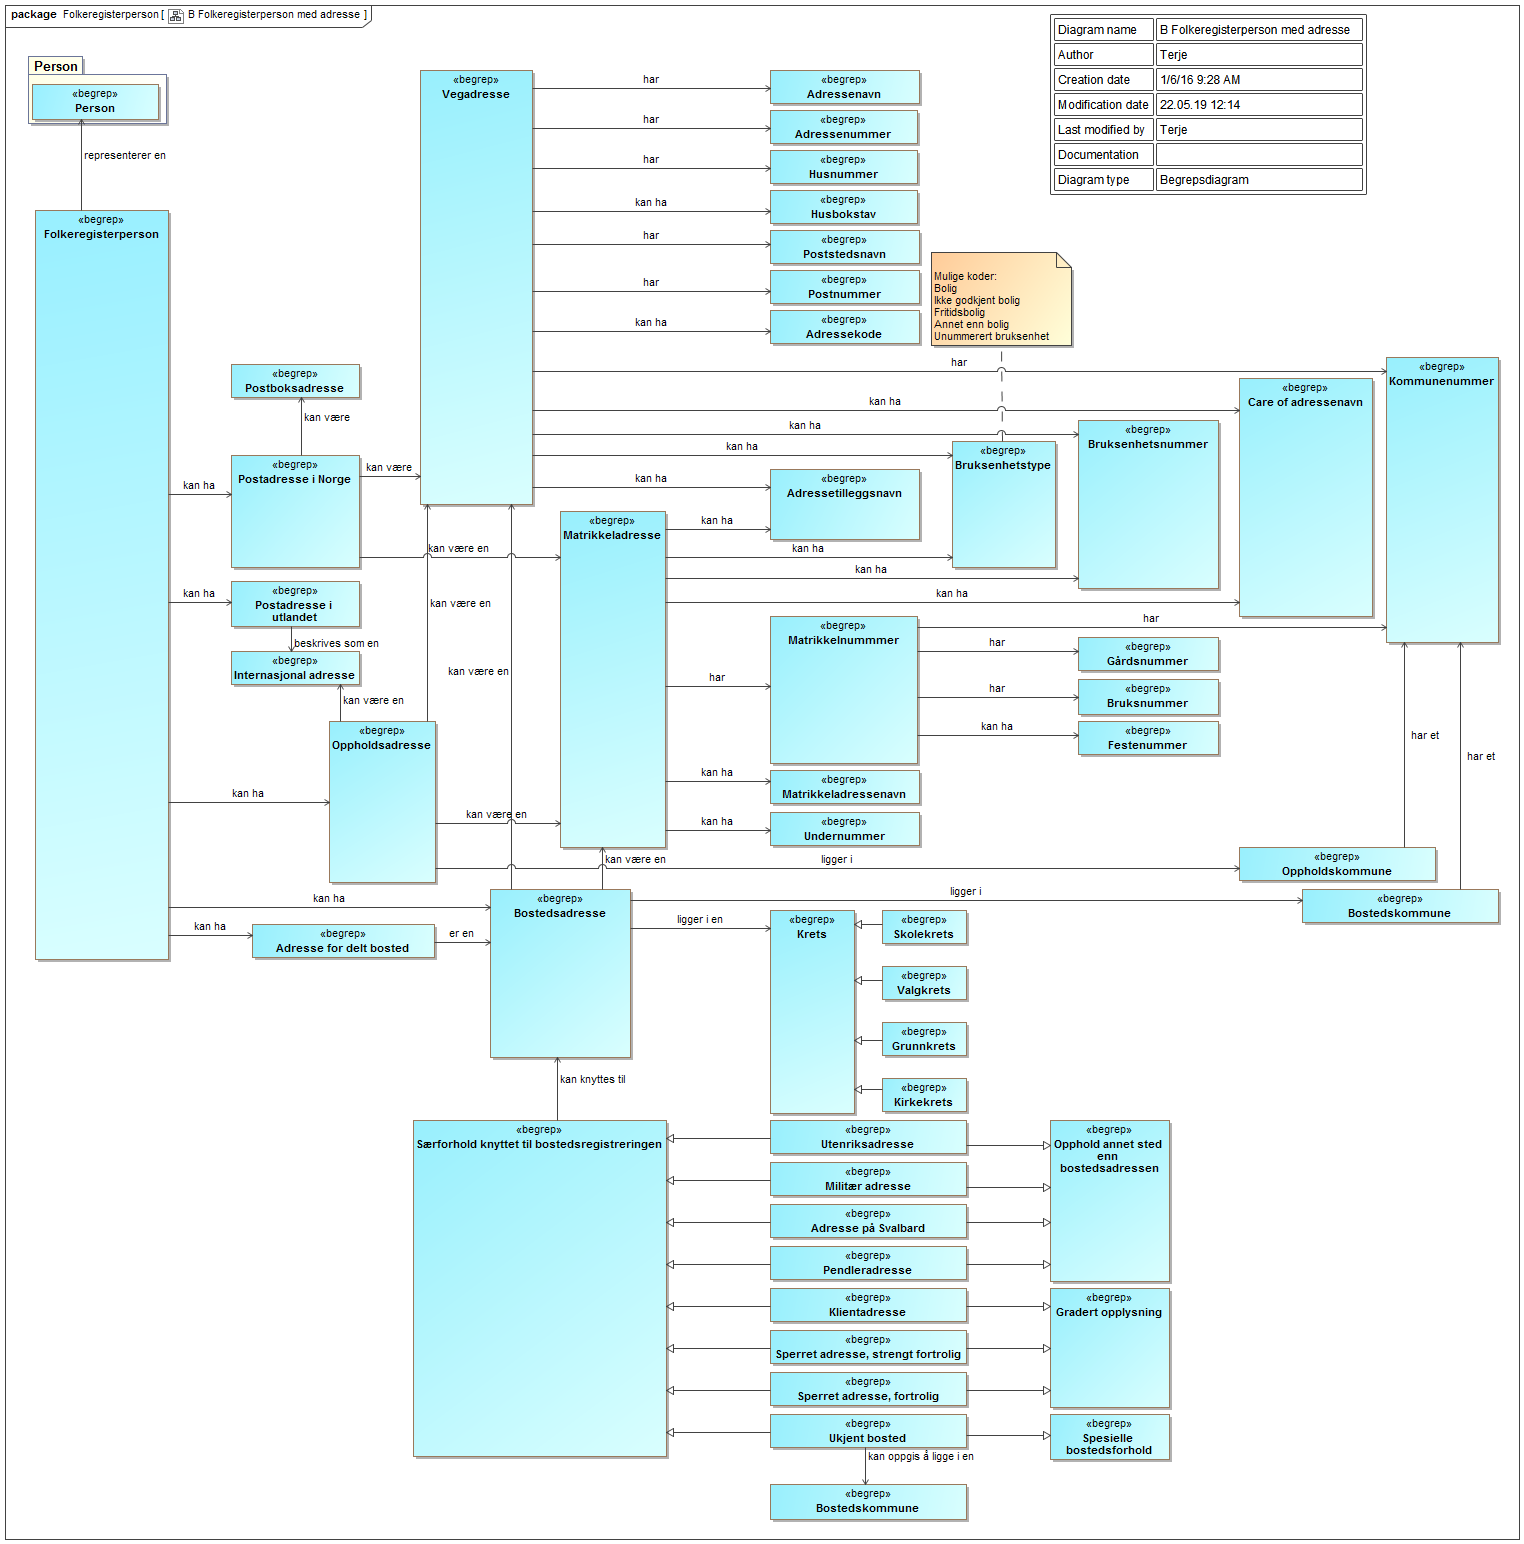 package Folkeregisterperson [ B Folkeregisterperson med adresse ]
Diagram name B Folkeregisterperson med adresse
Author Terje
Creation date 1/6/16 9:28 AM
Modification date 22.05.19 12:14
Last modified by Terje
Documentation
Diagram type Begrepsdiagram
Person
«begrep»
Person
representerer en
«begrep»
Folkeregisterperson
«begrep»
Vegadresse
har
«begrep»
Adressenavn
har
«begrep»
Adressenummer
har
«begrep»
Husnummer
kan ha
«begrep»
Husbokstav
har
«begrep»
Poststedsnavn
har
«begrep»
Postnummer
kan ha
«begrep»
Adressekode
Mulige koder:
Bolig
Ikke godkjent bolig
Fritidsbolig
Annet enn bolig
Unummerert bruksenhet
har
«begrep»
Kommunenummer
kan ha
«begrep»
Care of adressenavn
kan ha
«begrep»
Bruksenhetsnummer
kan ha
«begrep»
Bruksenhetstype
kan ha
«begrep»
Adressetilleggsnavn
«begrep»
Postboksadresse
kan være
kan ha
«begrep»
Postadresse i Norge
kan være
kan være en
«begrep»
Matrikkeladresse
kan ha
kan ha
kan ha
kan ha
kan ha
«begrep»
Postadresse i
utlandet
beskrives som en
«begrep»
Internasjonal adresse
kan være en
kan være en
kan være en
har
«begrep»
Matrikkelnummmer
har
har
«begrep»
Gårdsnummer
har
«begrep»
Bruksnummer
kan ha
«begrep»
Festenummer
kan ha
«begrep»
Matrikkeladressenavn
kan ha
«begrep»
Undernummer
kan ha
«begrep»
Oppholdsadresse
kan være en
kan være en
ligger i
«begrep»
Oppholdskommune
har et
har et
kan ha
«begrep»
Bostedsadresse
ligger i
«begrep»
Bostedskommune
kan ha
«begrep»
Adresse for delt bosted
er en
ligger i en
«begrep»
Krets
«begrep»
Skolekrets
«begrep»
Valgkrets
«begrep»
Grunnkrets
«begrep»
Kirkekrets
kan knyttes til
«begrep»
Særforhold knyttet til bostedsregistreringen
«begrep»
Utenriksadresse
«begrep»
Militær adresse
«begrep»
Adresse på Svalbard
«begrep»
Pendleradresse
«begrep»
Klientadresse
«begrep»
Sperret adresse, strengt fortrolig
«begrep»
Sperret adresse, fortrolig
«begrep»
Ukjent bosted
«begrep»
Opphold annet sted
enn
bostedsadressen
«begrep»
Gradert opplysning
«begrep»
Spesielle
bostedsforhold
kan oppgis å ligge i en
«begrep»
Bostedskommune